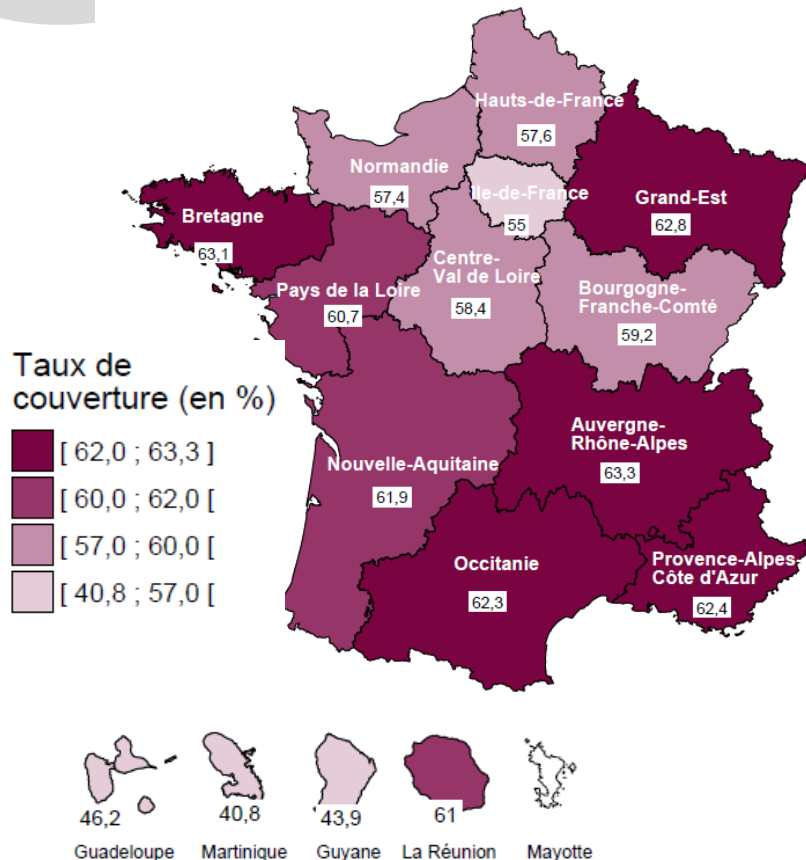 Hauts-de-France
57,6
Normandie
57,4
Ile-de-France
55
Grand-Est
62,8
Bretagne
63,1
Centre-
Val de Loire
58,4
Pays de la Loire
60,7
Bourgogne-
Franche-Comté
59,2
Taux de
couverture (en %)
[ 62,0 ; 63,3 ]
[ 60,0 ; 62,0 [
[ 57,0 ; 60,0 [
[ 40,8 ; 57,0 [
Auvergne-
Rhône-Alpes
63,3
Nouvelle-Aquitaine
61,9
Occitanie
62,3
Provence-Alpes-
Côte d'Azur
62,4
46,2
40,8
43,9
61
Guadeloupe
Martinique
Guyane
La Réunion
Mayotte